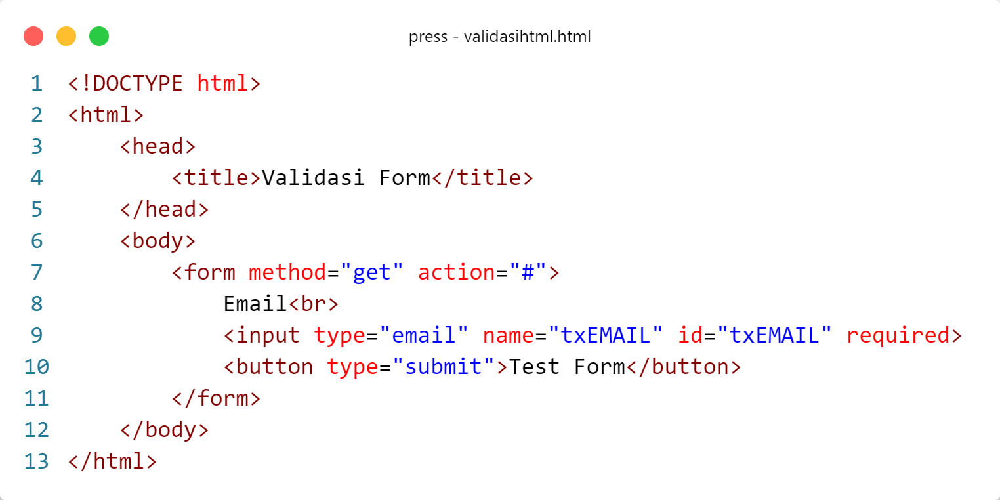 press - validasihtml.html
1 <!DOCTYPE html>
2 <html>
3     <head>
4         <title>Validasi Form</title>
5     </head>
6     <body>
7         <form method="get" action="#">
8             Email<br>
9             <input type="email" name="txEMAIL" id="txEMAIL" required>
10             <button type="submit">Test Form</button>
11         </form>
12     </body>
13 </html>